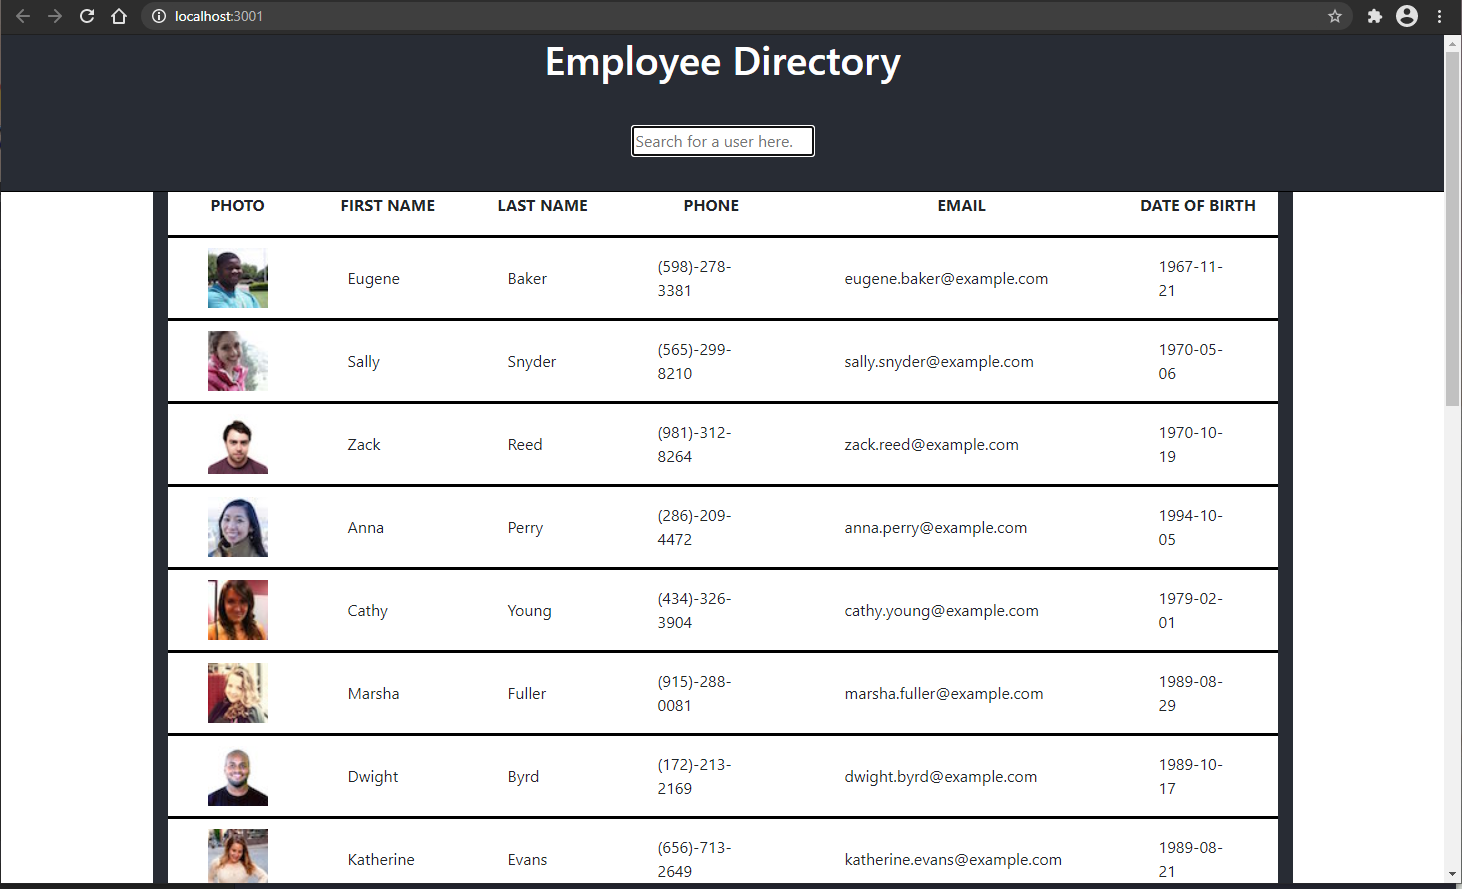 localhost:3001
Employee Directory
Search for a user here.
PHOTO FIRST NAME LAST NAME PHONE EMAIL DATE OF BIRTH
Eugene Baker (598)-278-3381 eugene.baker@example.com 1967-11-21
Sally Snyder (565)-299-8210 sally.snyder@example.com 1970-05-06
Zack Reed (981)-312-8264 zack.reed@example.com 1970-10-19
Anna Perry (286)-209-4472 anna.perry@example.com 1994-10-05
Cathy Young (434)-326-3904 cathy.young@example.com 1979-02-01
Marsha Fuller (915)-288-0081 marsha.fuller@example.com 1989-08-29
Dwight Byrd (172)-213-2169 dwight.byrd@example.com 1989-10-17
Katherine Evans (656)-713-2649 katherine.evans@example.com 1989-08-21